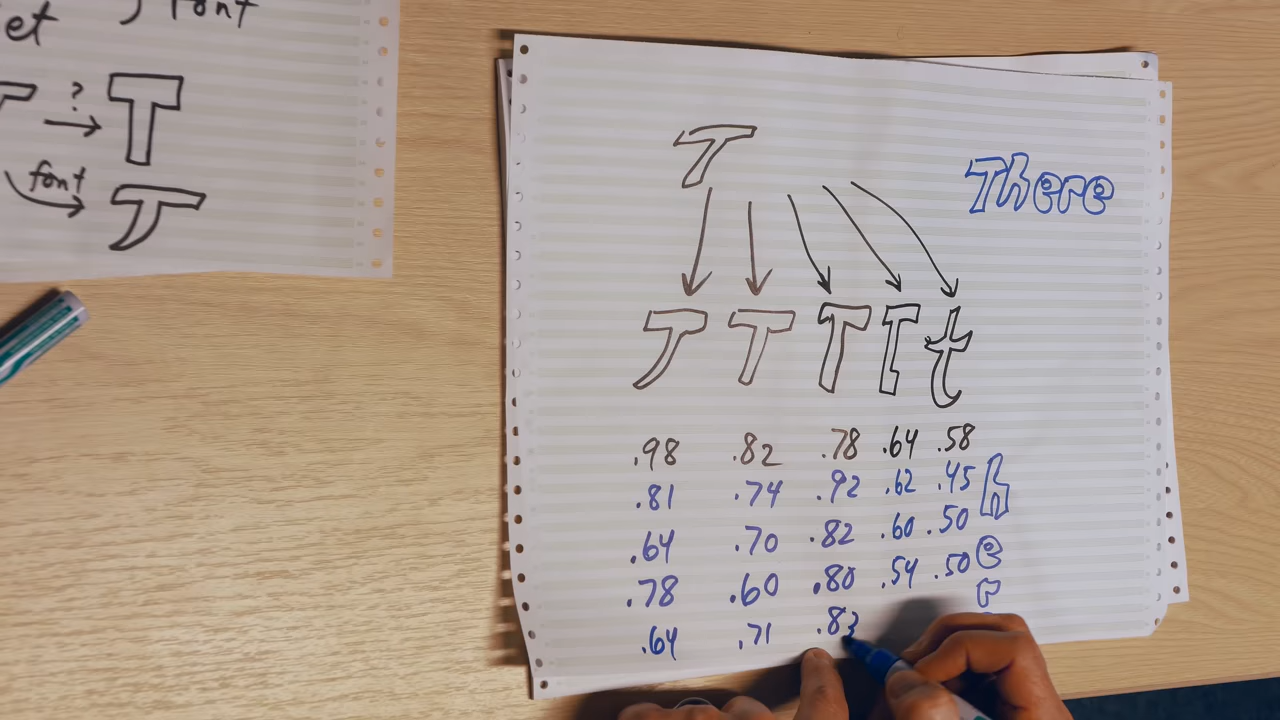 et font
T ? T
font T
T
There
T T T T t
.98 .82 .78 .64 .58
.81 .74 .92 .62 .45 h
.64 .70 .82 .60 .50 e
.78 .60 .80 .54 .50 r
.64 .71 .83